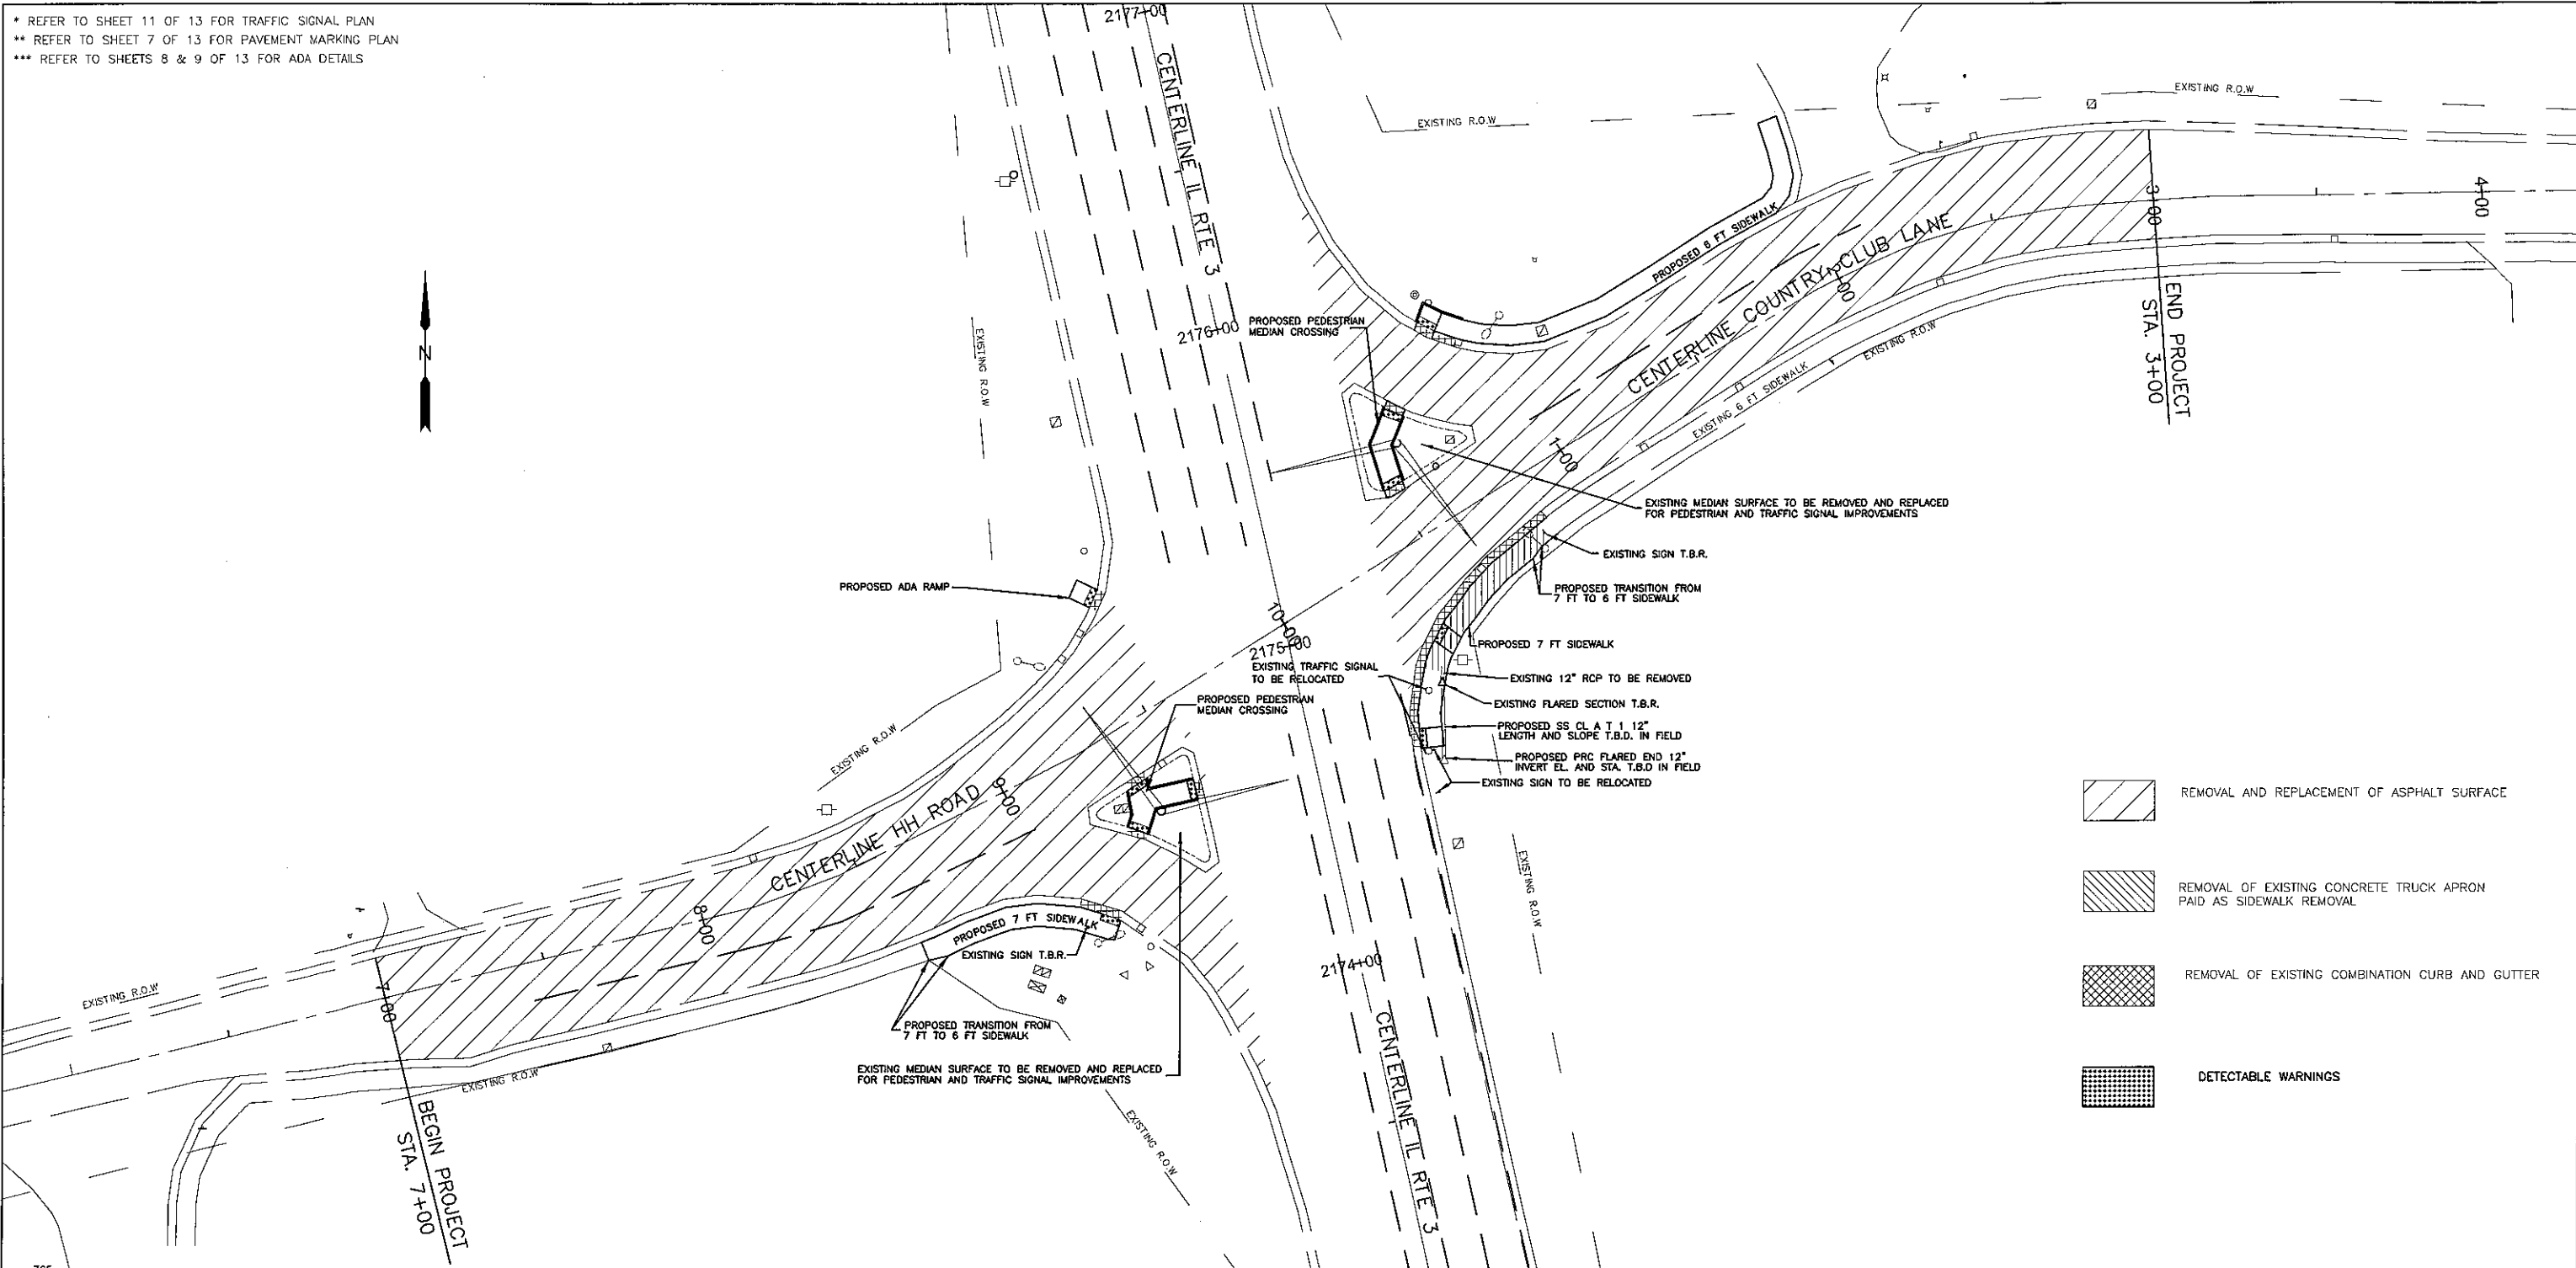 * REFER TO SHEET 11 OF 13 FOR TRAFFIC SIGNAL PLAN
** REFER TO SHEET 7 OF 13 FOR PAVEMENT MARKING PLAN
*** REFER TO SHEETS 8 & 9 OF 13 FOR ADA DETAILS
2177+00
CENTERLINE IL RTE 3
EXISTING R.O.W
EXISTING R.O.W
PROPOSED 6 FT SIDEWALK
3+00
4+00
CENTERLINE COUNTRY CLUB LANE
2+00
END PROJECT
STA. 3+00
N
EXISTING R.O.W
2176+00
PROPOSED PEDESTRIAN
MEDIAN CROSSING
EXISTING 6 FT SIDEWALK
EXISTING R.O.W
1+00
EXISTING MEDIAN SURFACE TO BE REMOVED AND REPLACED
FOR PEDESTRIAN AND TRAFFIC SIGNAL IMPROVEMENTS
EXISTING SIGN T.B.R.
PROPOSED TRANSITION FROM
7 FT TO 6 FT SIDEWALK
PROPOSED ADA RAMP
10+00
2175+00
EXISTING TRAFFIC SIGNAL
TO BE RELOCATED
PROPOSED 7 FT SIDEWALK
EXISTING 12" RCP TO BE REMOVED
EXISTING FLARED SECTION T.B.R.
PROPOSED SS CL A T 1 12"
LENGTH AND SLOPE T.B.D. IN FIELD
PROPOSED PRC FLARED END 12"
INVERT EL. AND STA. T.B.D IN FIELD
EXISTING SIGN TO BE RELOCATED
PROPOSED PEDESTRIAN
MEDIAN CROSSING
EXISTING R.O.W
CENTERLINE HH ROAD
9+00
8+00
EXISTING R.O.W
PROPOSED 7 FT SIDEWALK
EXISTING SIGN T.B.R.
2174+00
EXISTING R.O.W
7+00
PROPOSED TRANSITION FROM
7 FT TO 6 FT SIDEWALK
EXISTING MEDIAN SURFACE TO BE REMOVED AND REPLACED
FOR PEDESTRIAN AND TRAFFIC SIGNAL IMPROVEMENTS
EXISTING R.O.W
BEGIN PROJECT
STA. 7+00
EXISTING R.O.W
CENTERLINE IL RTE 3
REMOVAL AND REPLACEMENT OF ASPHALT SURFACE
REMOVAL OF EXISTING CONCRETE TRUCK APRON
PAID AS SIDEWALK REMOVAL
REMOVAL OF EXISTING COMBINATION CURB AND GUTTER
DETECTABLE WARNINGS